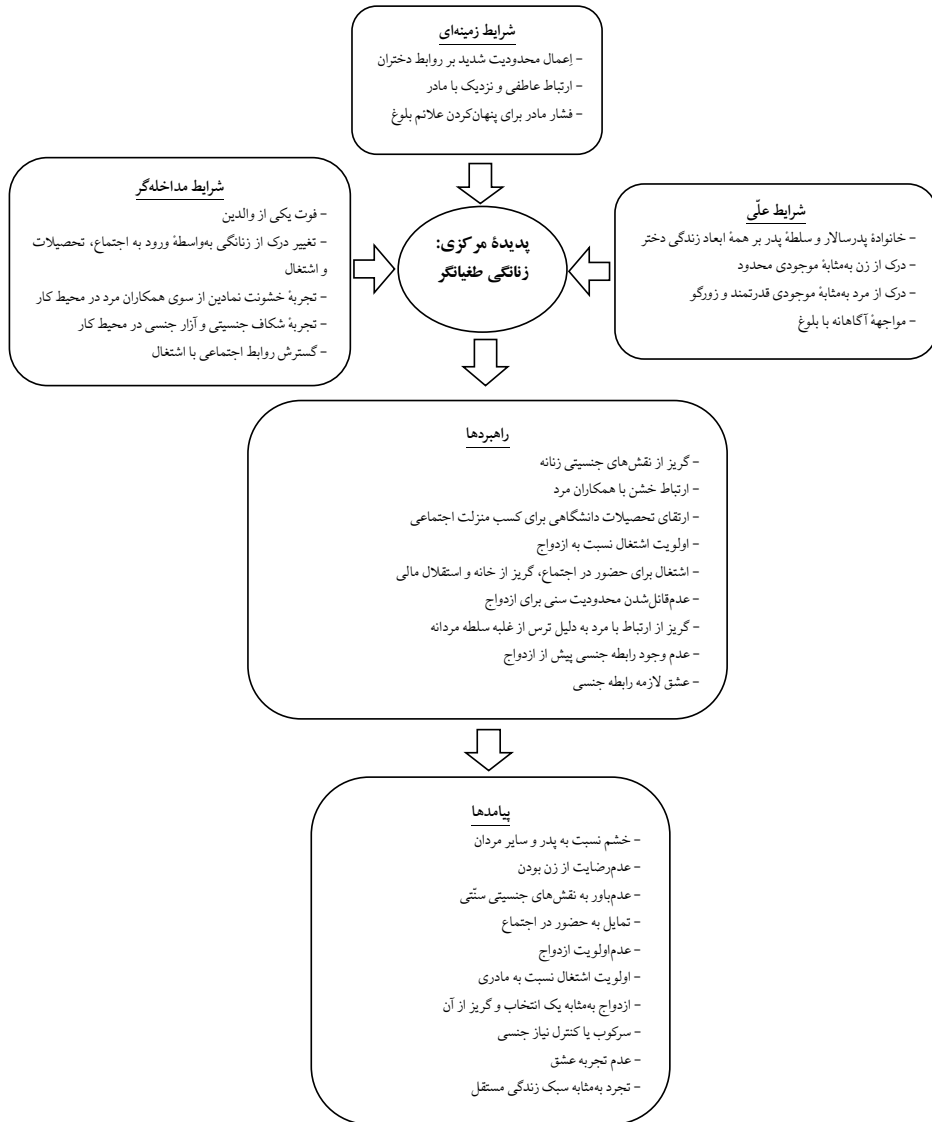 شرایط زمینه‌ای
– اِعمال محدودیت شدید بر روابط دختران
– ارتباط عاطفی و نزدیک با مادر
– فشار مادر برای پنهان‌کردن علائم بلوغ
شرایط علّی
– خانوادهٔ پدرسالار و سلطهٔ پدر بر همهٔ ابعاد زندگی دختر
– درک از زن به‌مثابهٔ موجودی محدود
– درک از مرد به‌مثابهٔ موجودی قدرتمند و زورگو
– مواجههٔ آگاهانه با بلوغ
پدیدهٔ مرکزی:
زنانگی طغیانگر
شرایط مداخله‌گر
– فوت یکی از والدین
– تغییر درک از زنانگی به‌واسطهٔ ورود به اجتماع، تحصیلات
و اشتغال
– تجربهٔ خشونت نمادین از سوی همکاران مرد در محیط کار
– تجربهٔ شکاف جنسیتی و آزار جنسی در محیط کار
– گسترش روابط اجتماعی با اشتغال
راهبردها
– گریز از نقش‌های جنسیتی زنانه
– ارتباط خشن با همکاران مرد
– ارتقای تحصیلات دانشگاهی برای کسب منزلت اجتماعی
– اولویت اشتغال نسبت به ازدواج
– اشتغال برای حضور در اجتماع، گریز از خانه و استقلال مالی
– عدم‌قائل‌شدن محدودیت سنی برای ازدواج
– گریز از ارتباط با مرد به دلیل ترس از غلبه سلطه مردانه
– عدم وجود رابطه جنسی پیش از ازدواج
– عشق لازمه رابطه جنسی
پیامدها
– خشم نسبت به پدر و سایر مردان
– عدم‌رضایت از زن بودن
– عدم‌باور به نقش‌های جنسیتی سنّتی
– تمایل به حضور در اجتماع
– عدم‌اولویت ازدواج
– اولویت اشتغال نسبت به مادری
– ازدواج به‌مثابه یک انتخاب و گریز از آن
– سرکوب یا کنترل نیاز جنسی
– عدم تجربه عشق
– تجرد به‌مثابه سبک زندگی مستقل